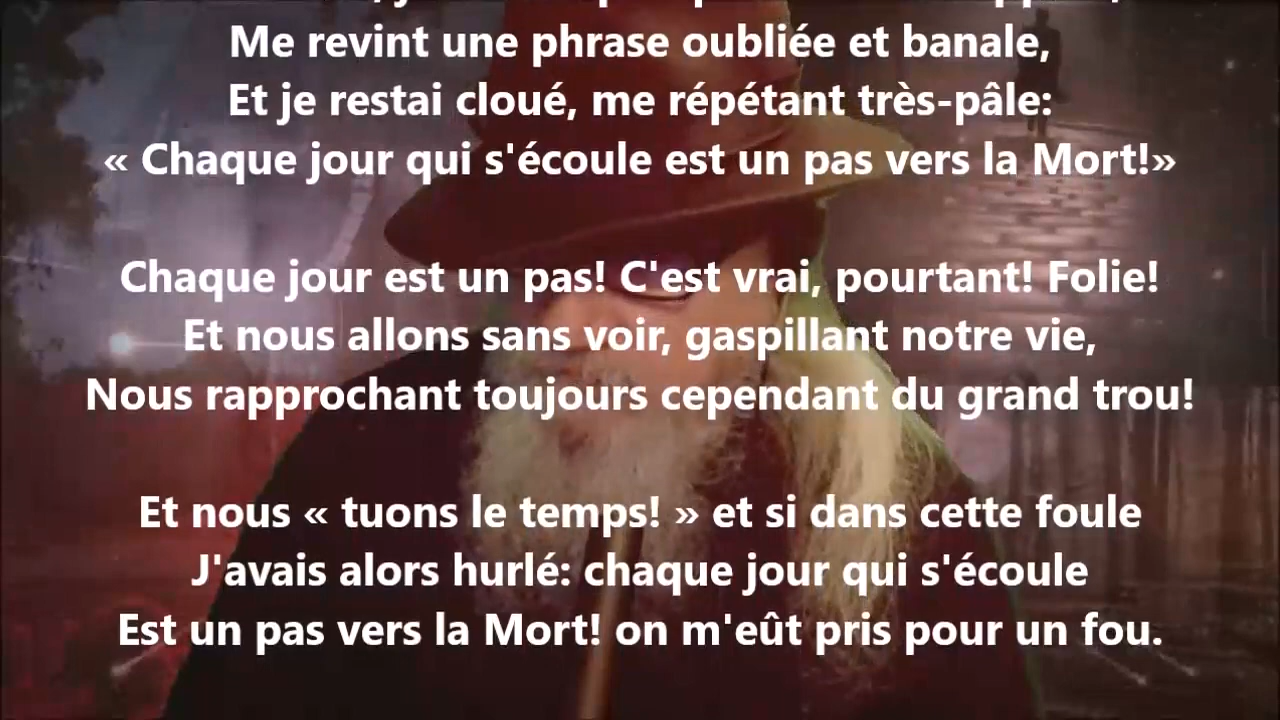 Me revint une phrase oubliée et banale,
Et je restai cloué, me répétant très-pâle:
« Chaque jour qui s'écoule est un pas vers la Mort!»
Chaque jour est un pas! C'est vrai, pourtant! Folie!
Et nous allons sans voir, gaspillant notre vie,
Nous rapprochant toujours cependant du grand trou!
Et nous « tuons le temps! » et si dans cette foule
J'avais alors hurlé: chaque jour qui s'écoule
Est un pas vers la Mort! on m'eût pris pour un fou.